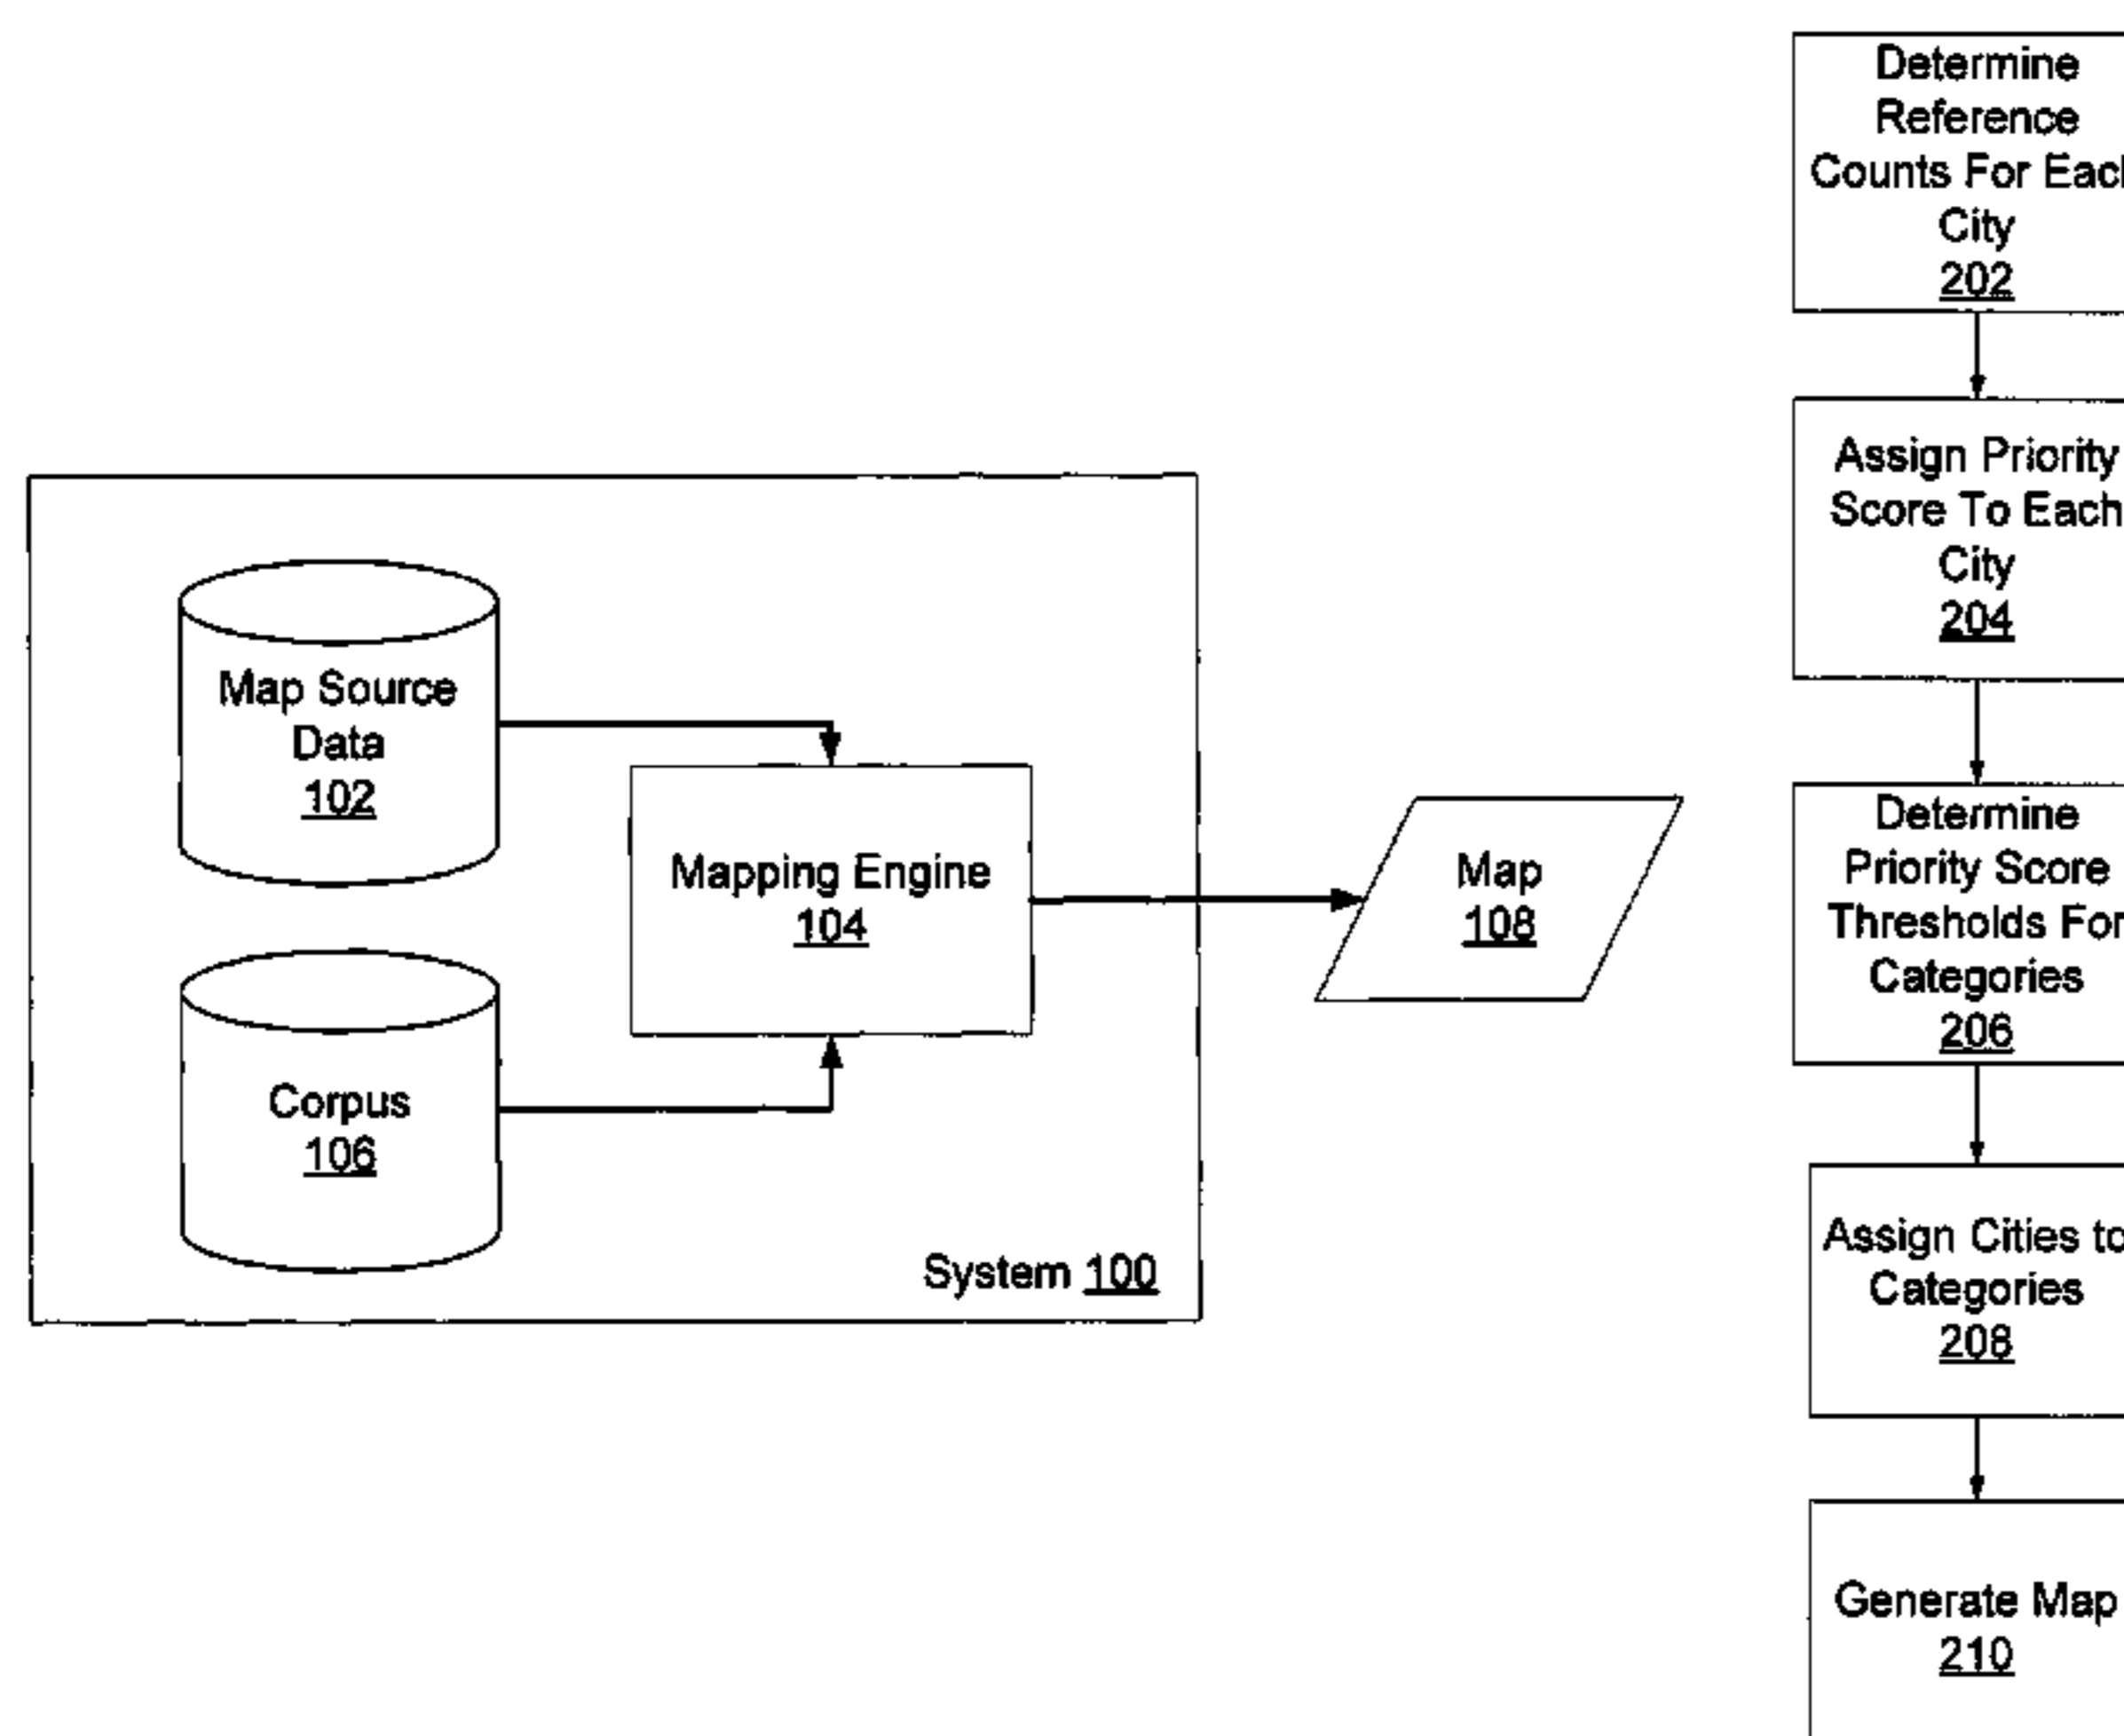 Map Source
Data
102
Mapping Engine
104
Corpus
106
System 100
Map
108
Determine
Reference
Counts For Each
City
202
Assign Priority
Score To Each
City
204
Determine
Priority Score
Thresholds For
Categories
206
Assign Cities to
Categories
208
Generate Map
210